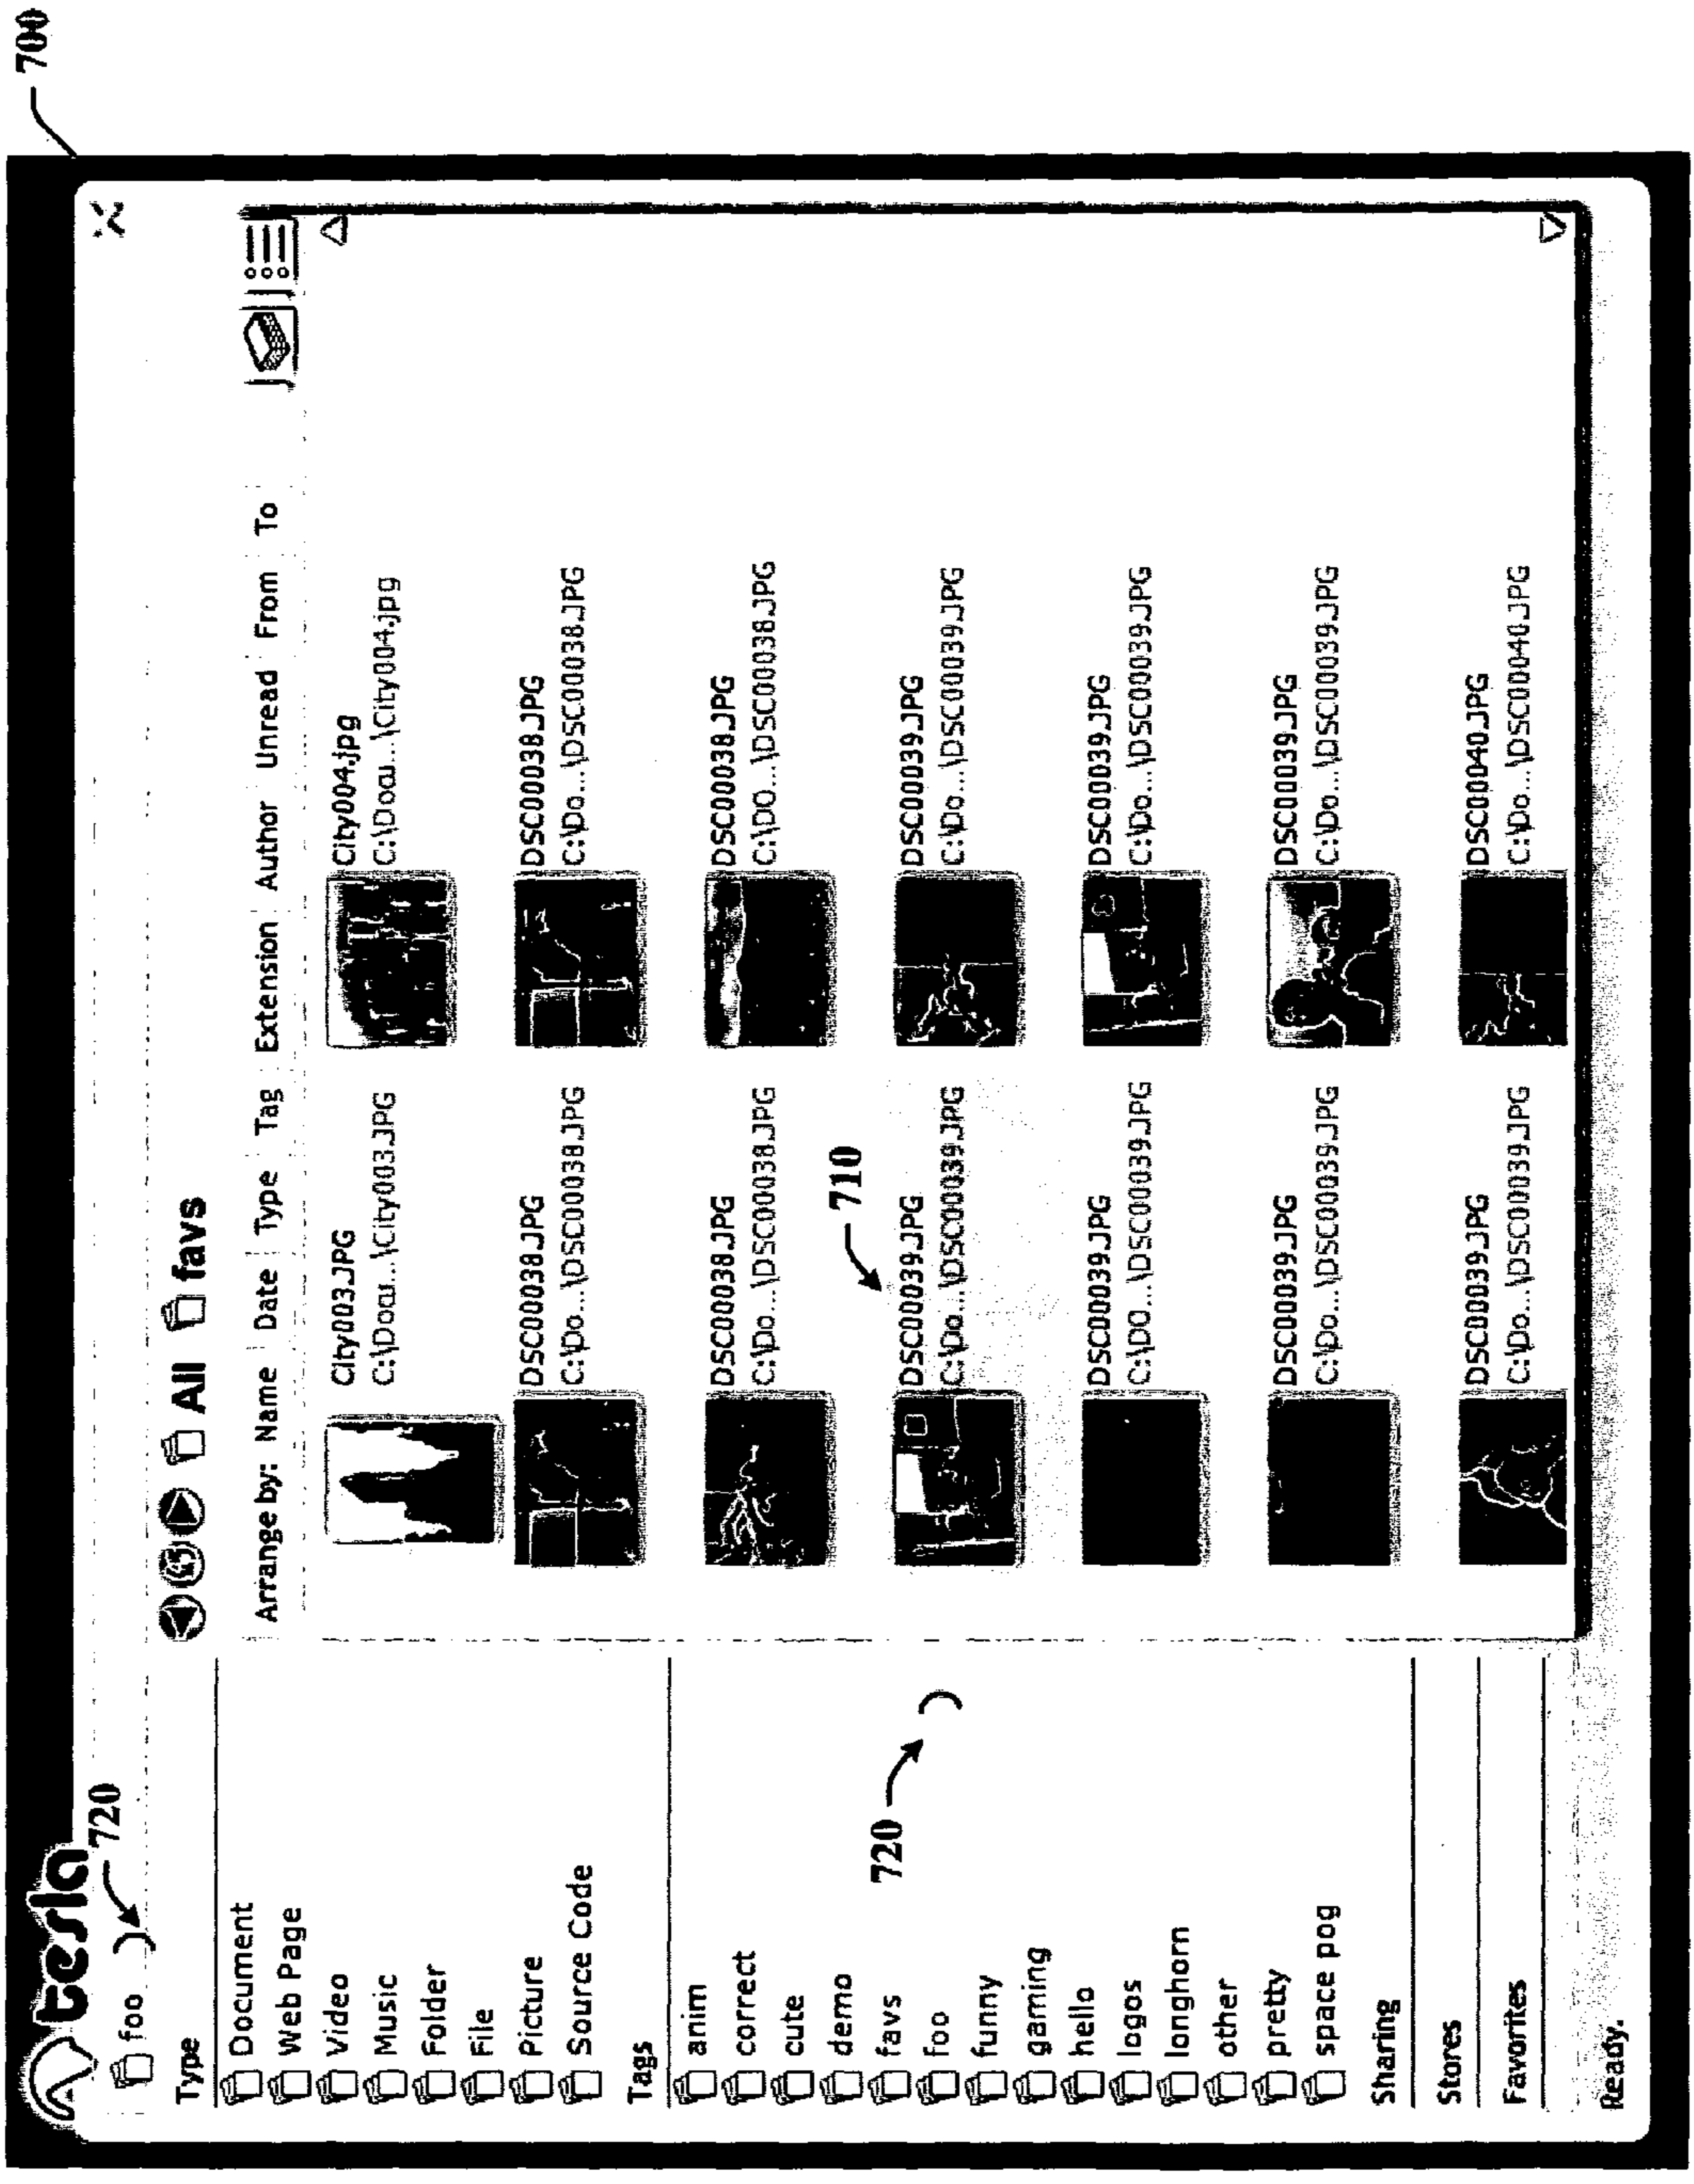 700
tesla
foo
720
All favs
Type
Document
Web Page
Video
Music
Folder
File
Picture
Source Code
Tags
anim
correct
cute
demo
favs
foo
funny
gaming
hello
logos
longhorn
other
pretty
space pog
Sharing
Stores
Favorites
Ready.
720
Arrange by: Name Date Type Tag Extension Author Unread From To
City003.JPG
C:\Docu...\City003.JPG
City004.jpg
C:\Docu...\City004.jpg
DSC00038.JPG
C:\Do...\DSC00038.JPG
DSC00038.JPG
C:\Do...\DSC00038.JPG
DSC00038.JPG
C:\Do...\DSC00038.JPG
DSC00038.JPG
C:\DO...\DSC00038.JPG
710
DSC00039.JPG
C:\Do...\DSC00039.JPG
DSC00039.JPG
C:\Do...\DSC00039.JPG
DSC00039.JPG
C:\DO...\DSC00039.JPG
DSC00039.JPG
C:\Do...\DSC00039.JPG
DSC00039.JPG
C:\Do...\DSC00039.JPG
DSC00039.JPG
C:\Do...\DSC00039.JPG
DSC00039.JPG
C:\Do...\DSC00039.JPG
DSC00040.JPG
C:\Do...\DSC00040.JPG